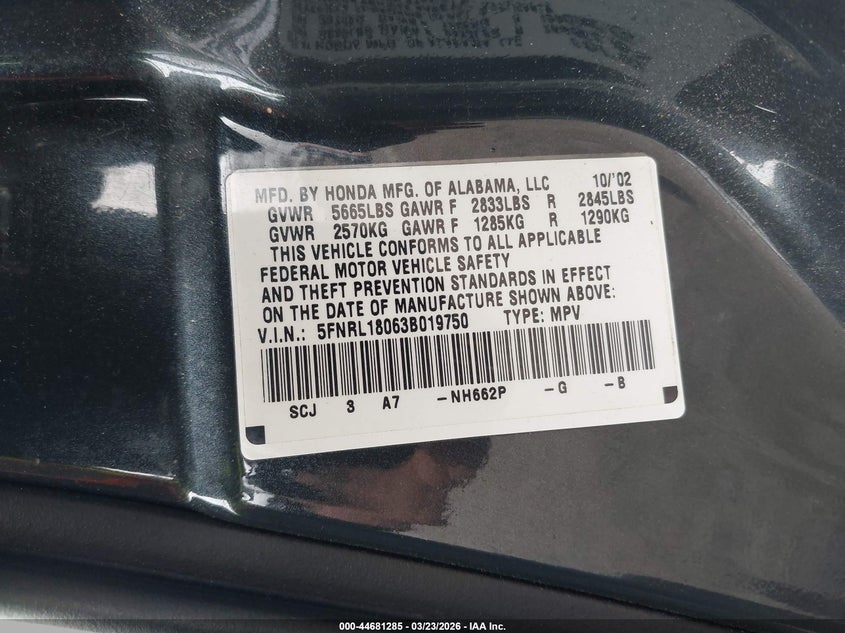 MFD. BY HONDA MFG. OF ALABAMA, LLC 10/'02
GVWR 5665LBS GAWR F 2833LBS R 2845LBS
GVWR 2570KG GAWR F 1285KG R 1290KG
THIS VEHICLE CONFORMS TO ALL APPLICABLE
FEDERAL MOTOR VEHICLE SAFETY
AND THEFT PREVENTION STANDARDS IN EFFECT
ON THE DATE OF MANUFACTURE SHOWN ABOVE:
V.I.N.: 5FNRL18063B019750 TYPE: MPV
SCJ 3 A7 -NH662P -G -B
000-44681285 - 03/23/2026 - IAA Inc.